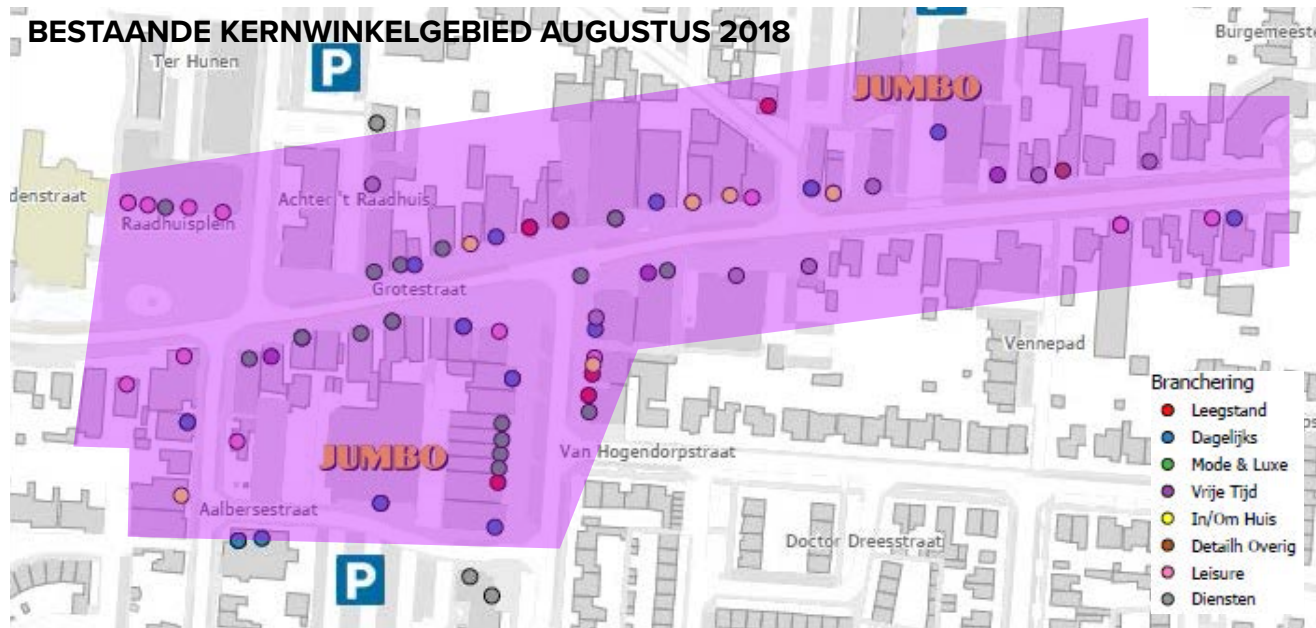 BESTAANDE KERNWINKELGEBIED AUGUSTUS 2018
Ter Hunen
P
JUMBO
denstraat
Achter 't Raadhuis
Raadhuisplein
Grotestraat
Vennepad
Branchering
Leegstand
Dagelijks
Mode & Luxe
Vrije Tijd
In/Om Huis
Detailh Overig
Leisure
Diensten
JUMBO
Van Hogendorpstraat
Aalbersestraat
Doctor Dreesstraat
P